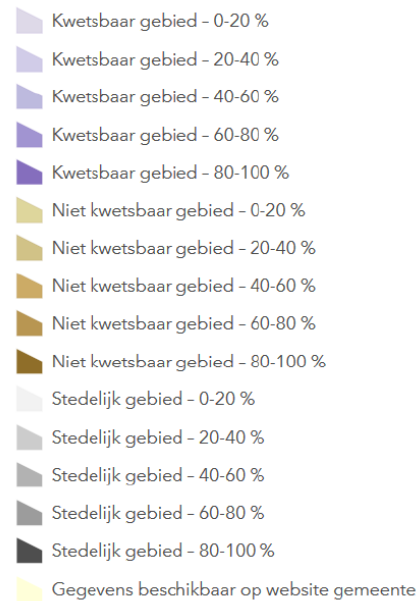 Kwetsbaar gebied – 0-20 %
Kwetsbaar gebied – 20-40 %
Kwetsbaar gebied – 40-60 %
Kwetsbaar gebied – 60-80 %
Kwetsbaar gebied – 80-100 %
Niet kwetsbaar gebied – 0-20 %
Niet kwetsbaar gebied – 20-40 %
Niet kwetsbaar gebied – 40-60 %
Niet kwetsbaar gebied – 60-80 %
Niet kwetsbaar gebied – 80-100 %
Stedelijk gebied – 0-20 %
Stedelijk gebied – 20-40 %
Stedelijk gebied – 40-60 %
Stedelijk gebied – 60-80 %
Stedelijk gebied – 80-100 %
Gegevens beschikbaar op website gemeente